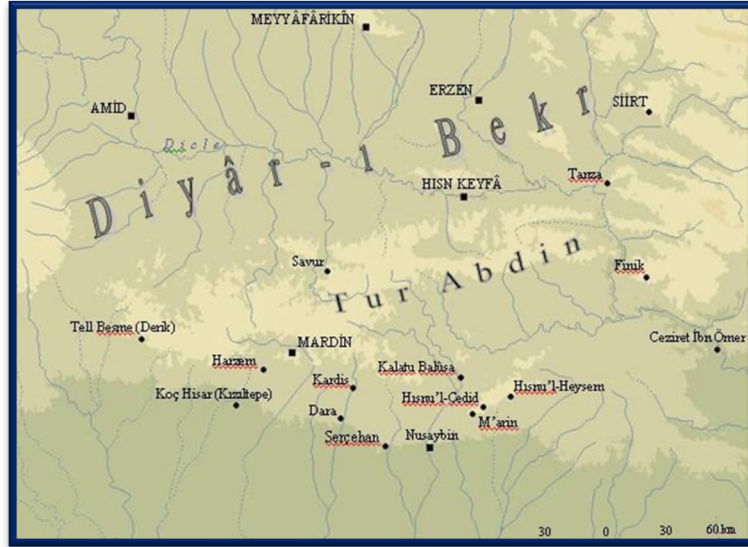 MEYYÂFÂRİKÎN
ERZEN
SİİRT
AMİD
Dicle
Diyâr-ı Bekr
Tanza
HISN KEYFÂ
Savur
Tur Abdin
Finik
Tell Besme (Derik)
MARDİN
Ceziret İbn Ömer
Harzem
Kalatu Balûsa
Kardis
Hısnu’l-Heysem
Koç Hisar (Kızıltepe)
Hısnu’l-Cedid
Dara
M’arin
Serçehan
Nusaybin
30 0 30 60 km.